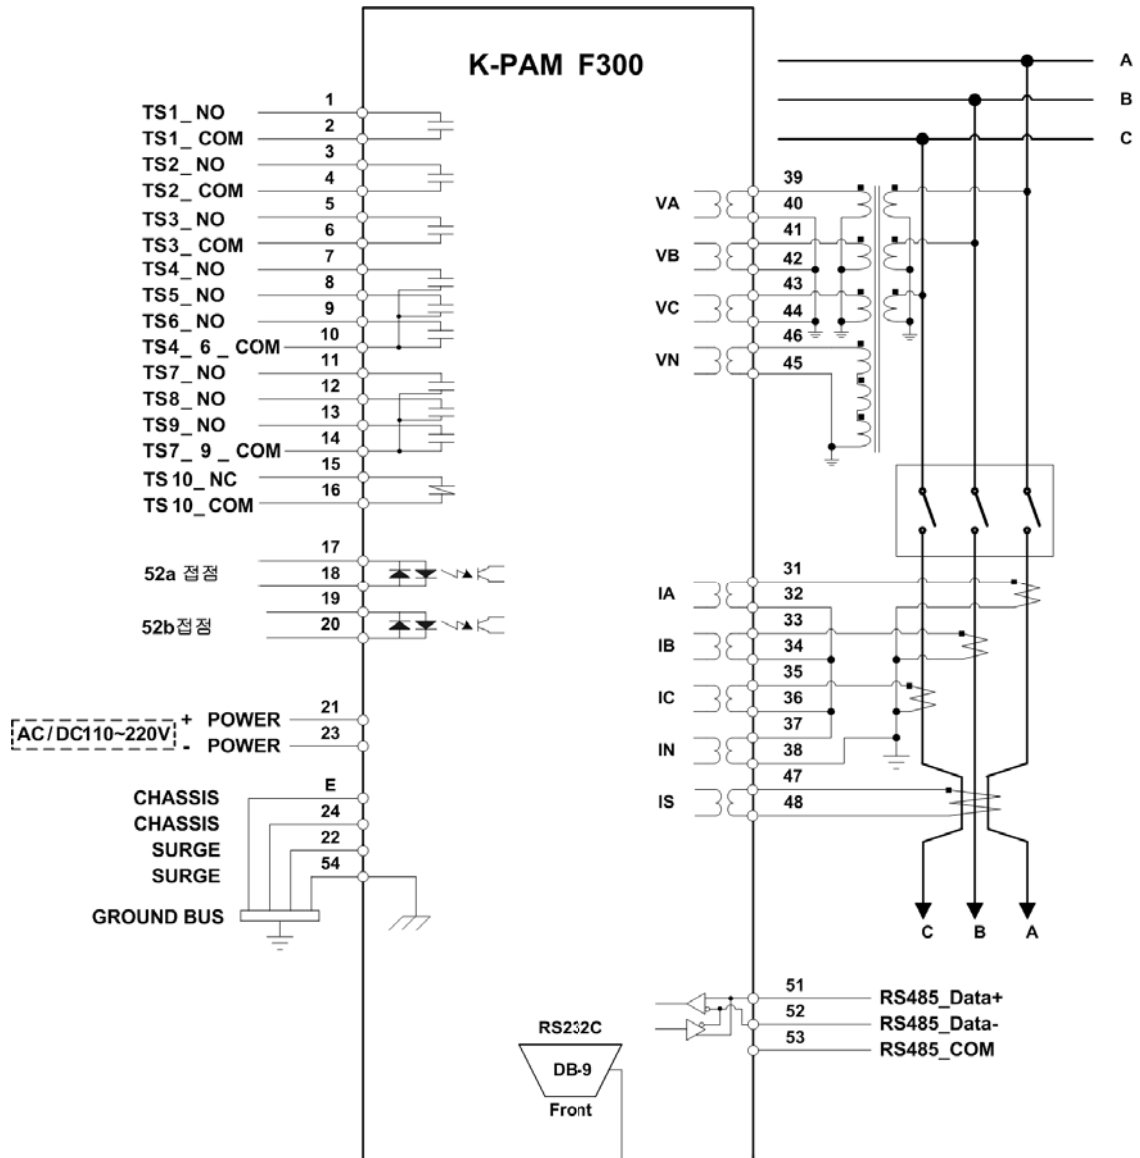 K-PAM F300
A
B
C
TS1_NO 1
TS1_COM 2
TS2_NO 3
TS2_COM 4
TS3_NO 5
TS3_COM 6
TS4_NO 7
TS5_NO 8
TS6_NO 9
TS4_6_COM 10
TS7_NO 11
TS8_NO 12
TS9_NO 13
TS7_9_COM 14
TS10_NC 15
TS10_COM 16
52a 접점 17 18
52b접점 19 20
AC/DC110~220V
+ POWER 21
- POWER 23
CHASSIS E
CHASSIS 24
SURGE 22
SURGE 54
GROUND BUS
VA 39 40
VB 41 42
VC 43 44
VN 46 45
IA 31 32
IB 33 34
IC 35 36
IN 37 38
IS 47 48
C B A
51 RS485_Data+
52 RS485_Data-
53 RS485_COM
RS232C
DB-9
Front